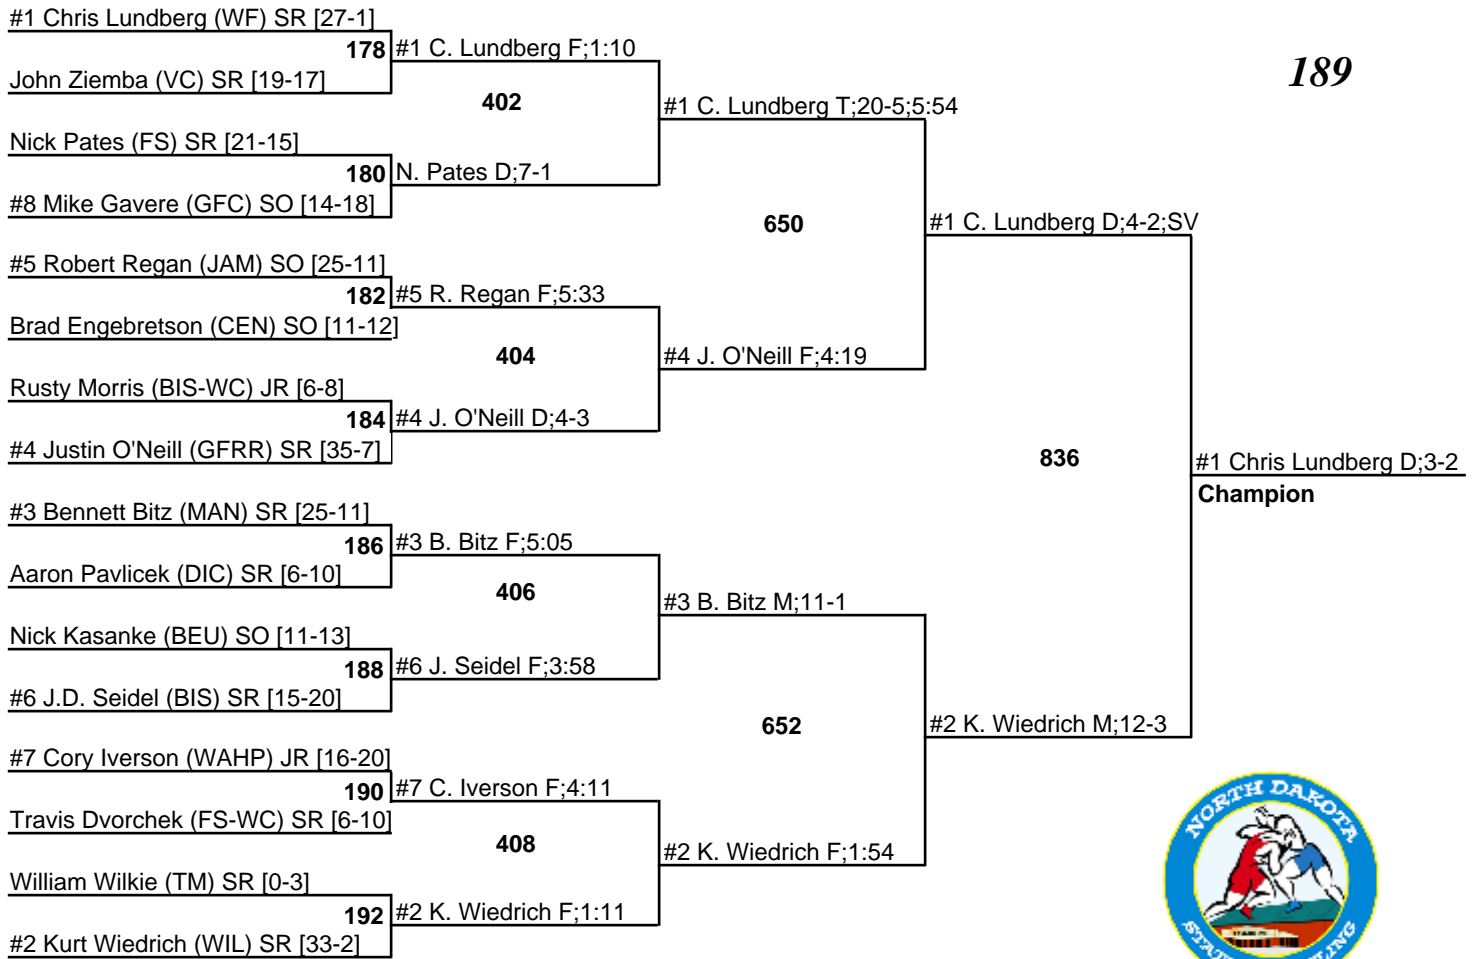 #1 Chris Lundberg (WF) SR [27-1]
178
#1 C. Lundberg F;1:10
John Ziemba (VC) SR [19-17]
402
#1 C. Lundberg T;20-5;5:54
189
Nick Pates (FS) SR [21-15]
180
N. Pates D;7-1
#8 Mike Gavere (GFC) SO [14-18]
650
#1 C. Lundberg D;4-2;SV
#5 Robert Regan (JAM) SO [25-11]
182
#5 R. Regan F;5:33
Brad Engebretson (CEN) SO [11-12]
404
#4 J. O'Neill F;4:19
Rusty Morris (BIS-WC) JR [6-8]
184
#4 J. O'Neill D;4-3
#4 Justin O'Neill (GFRR) SR [35-7]
836
#1 Chris Lundberg D;3-2
Champion
#3 Bennett Bitz (MAN) SR [25-11]
186
#3 B. Bitz F;5:05
Aaron Pavlicek (DIC) SR [6-10]
406
#3 B. Bitz M;11-1
Nick Kasanke (BEU) SO [11-13]
188
#6 J. Seidel F;3:58
#6 J.D. Seidel (BIS) SR [15-20]
652
#2 K. Wiedrich M;12-3
#7 Cory Iverson (WAHP) JR [16-20]
190
#7 C. Iverson F;4:11
Travis Dvorchek (FS-WC) SR [6-10]
408
#2 K. Wiedrich F;1:54
William Wilkie (TM) SR [0-3]
192
#2 K. Wiedrich F;1:11
#2 Kurt Wiedrich (WIL) SR [33-2]
NORTH DAKOTA